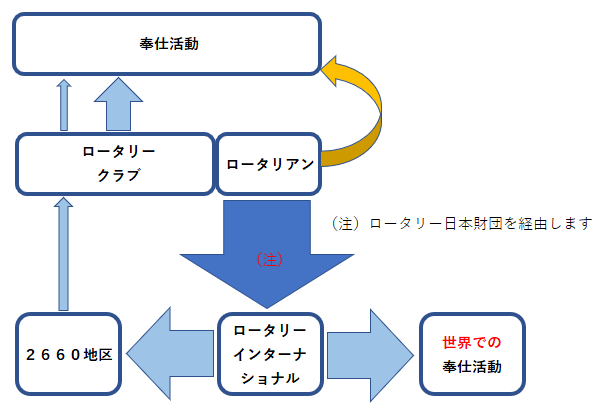 奉仕活動
ロータリー
クラブ
ロータリアン
（注）ロータリー日本財団を経由します
（注）
２６６０地区
ロータリー
インターナ
ショナル
世界での
奉仕活動